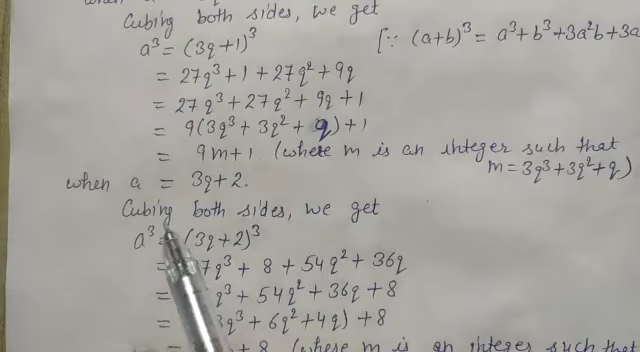 Cubing both sides, we get
a³ = (3q+1)³ [∵ (a+b)³ = a³+b³+3a²b+3a
= 27q³+1+27q²+9q
= 27q³+27q²+9q+1
= 9(3q³+3q²+q)+1
= 9m+1 (where m is an integer such that
m=3q³+3q²+q)
when a = 3q+2.
Cubing both sides, we get
a³ = (3q+2)³
= 7q³ + 8 + 54q² + 36q
= q³ + 54q² + 36q + 8
= 3q³ + 6q² + 4q) + 8
= + 8 (where m is an integer such that